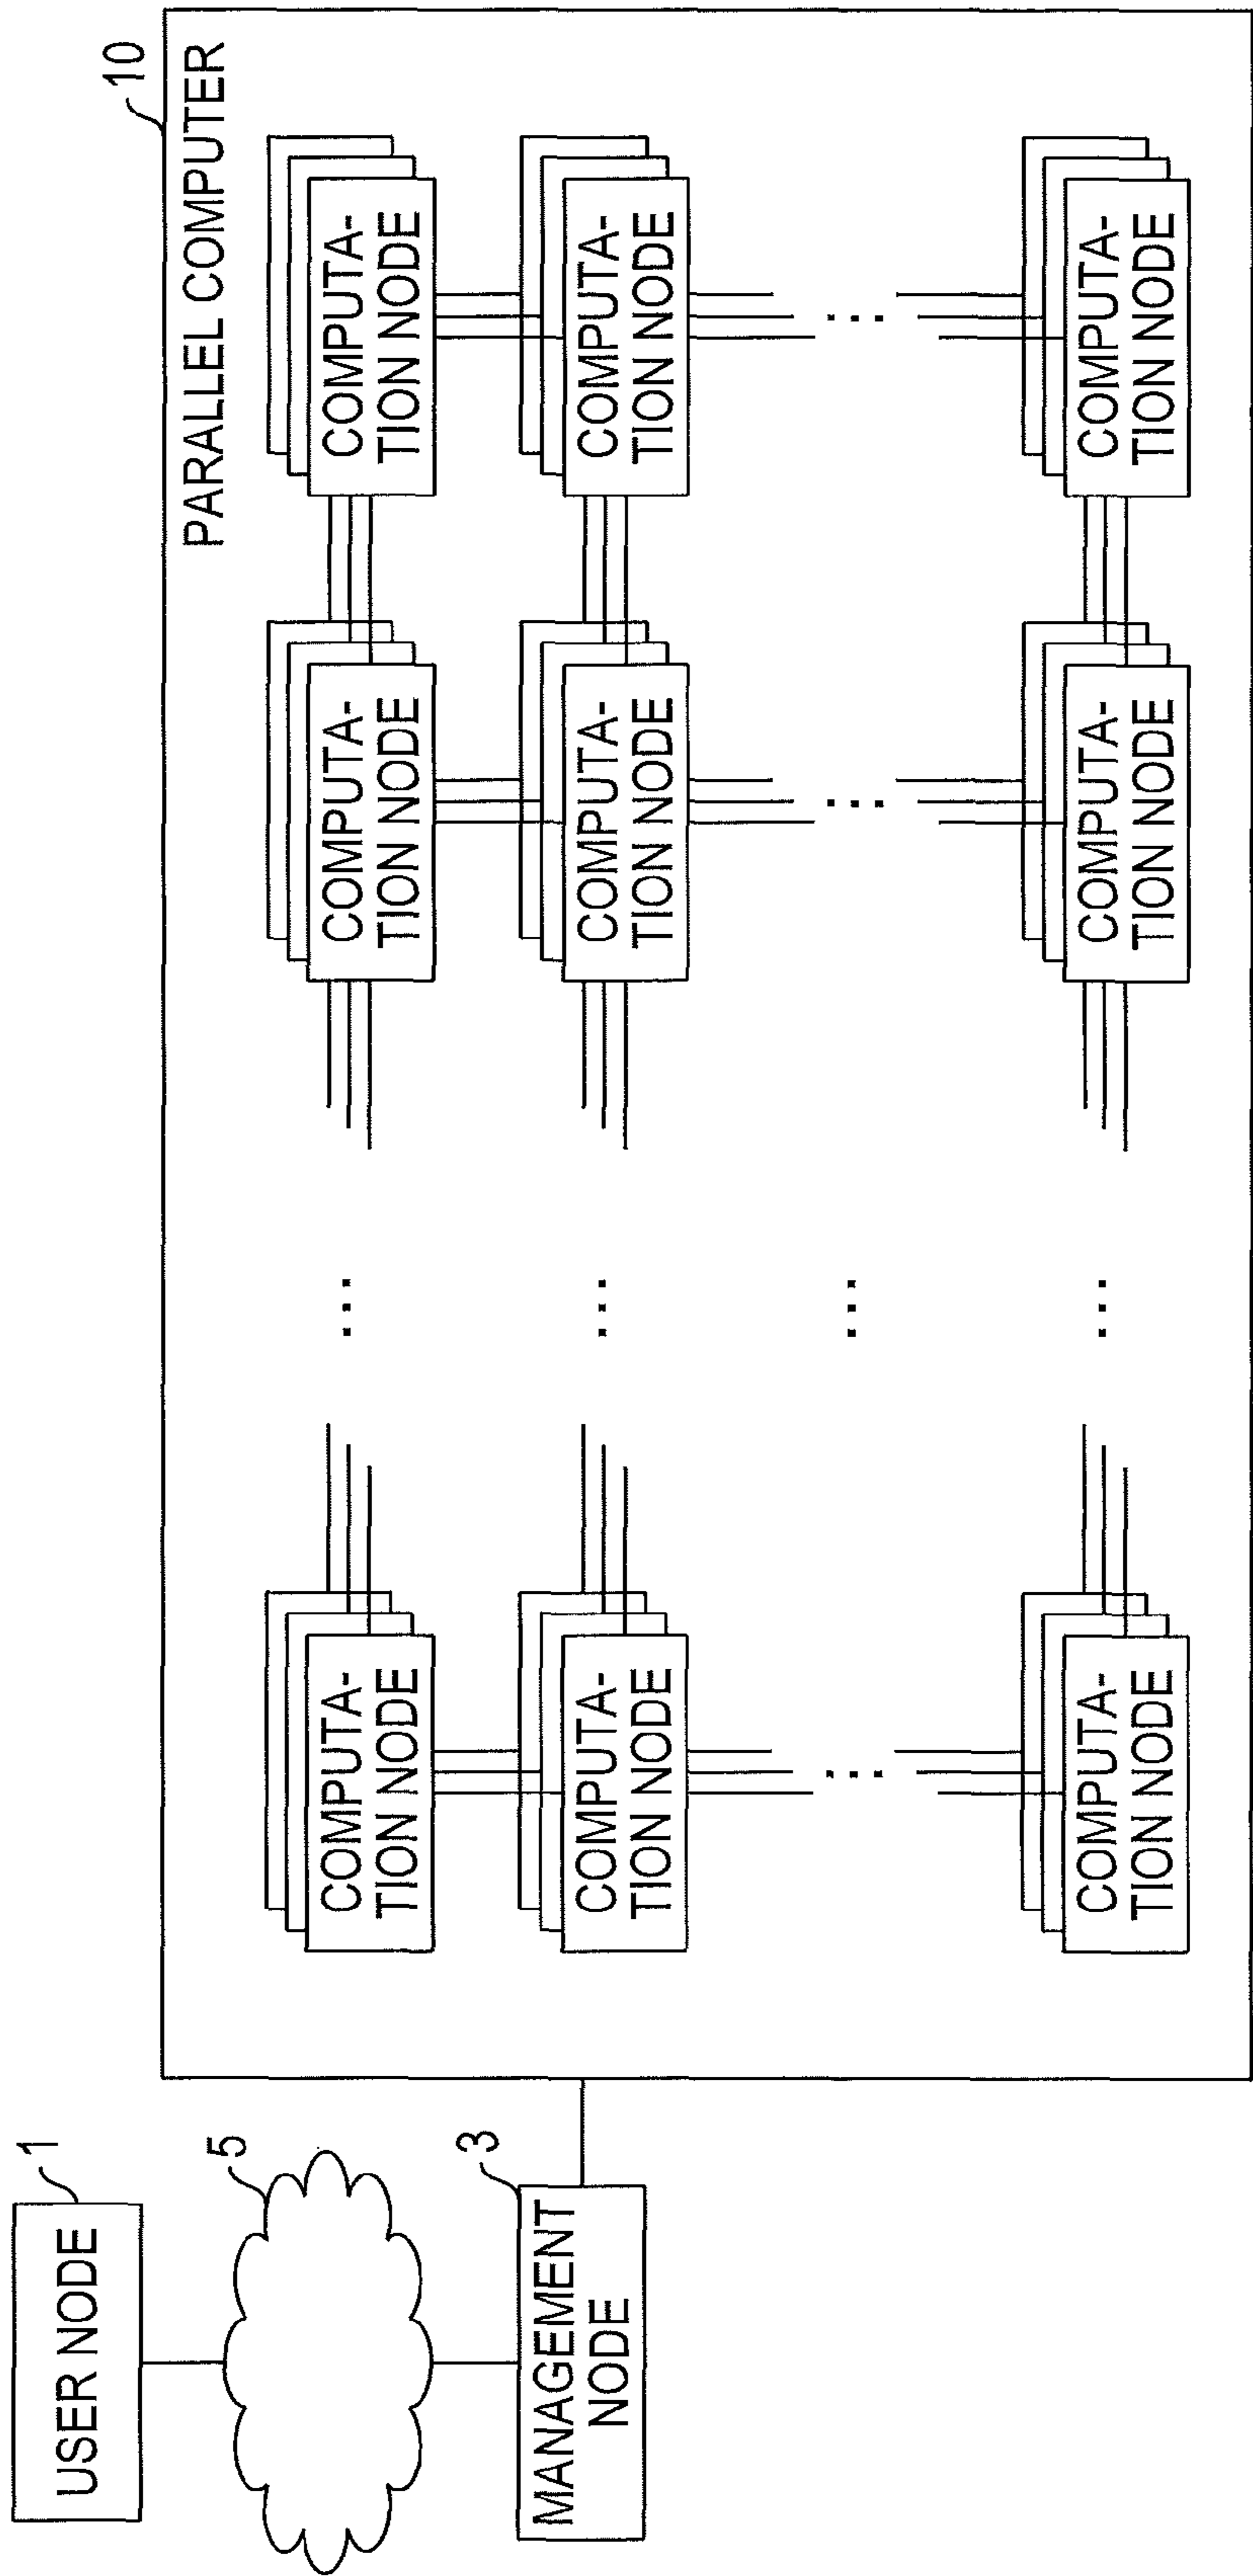 1
USER NODE
5
3
MANAGEMENT
NODE
10
PARALLEL COMPUTER
COMPUTA-
TION NODE
COMPUTA-
TION NODE
COMPUTA-
TION NODE
...
COMPUTA-
TION NODE
COMPUTA-
TION NODE
COMPUTA-
TION NODE
...
...
...
...
...
COMPUTA-
TION NODE
COMPUTA-
TION NODE
COMPUTA-
TION NODE
...